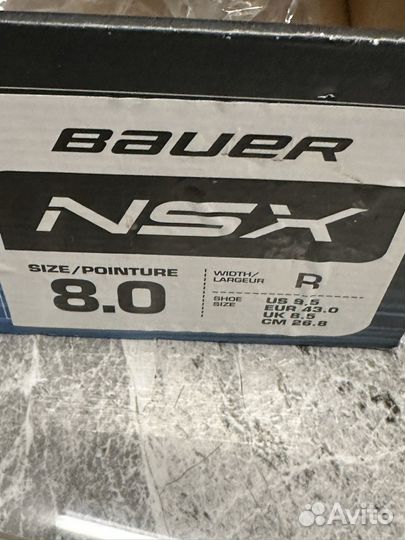 BAUER
NSX
SIZE/POINTURE
8.0
WIDTH/
LARGEUR
R
SHOE
SIZE
US 9.5
EUR 43.0
UK 8.5
CM 26.8
Avito